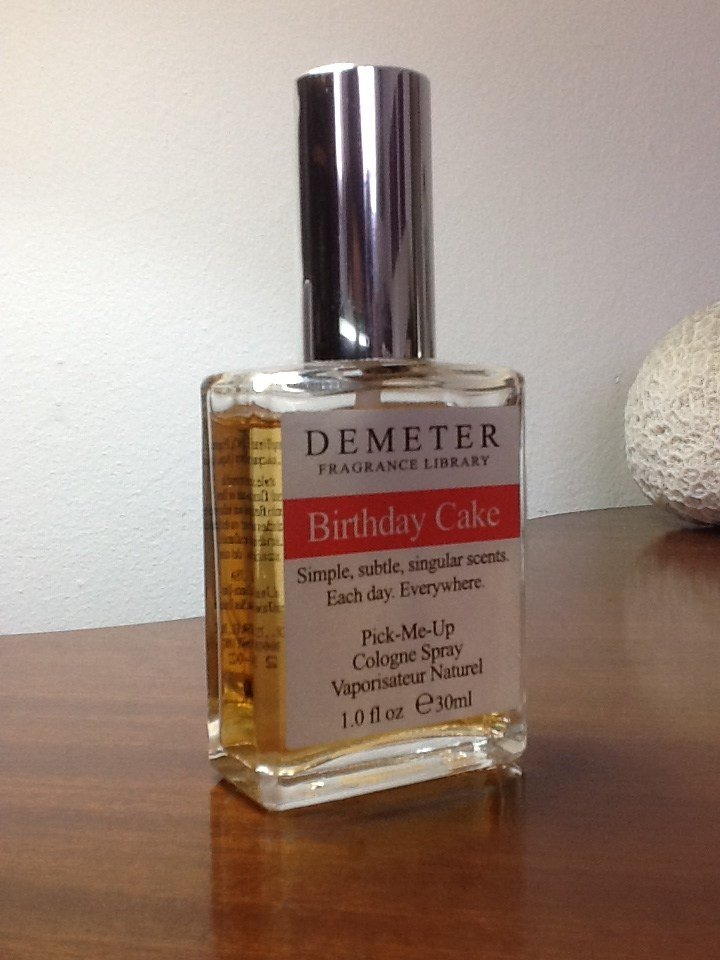 DEMETER
FRAGRANCE LIBRARY
Birthday Cake
Simple, subtle, singular scents.
Each day. Everywhere.
Pick-Me-Up
Cologne Spray
Vaporisateur Naturel
1.0 fl oz ℮30ml